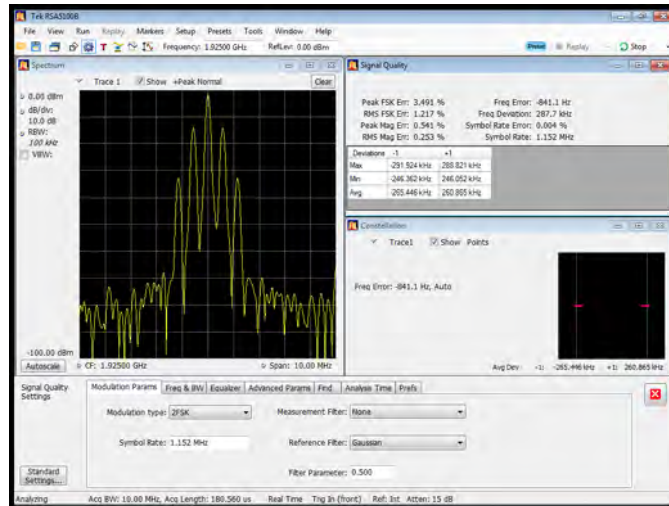 Tek RSA5100B
File View Run Replay Markers Setup Presets Tools Window Help
Frequency: 1.92500 GHz RefLev: 0.00 dBm Preset Replay Stop
Spectrum
Trace 1 Show +Peak Normal Clear
0.00 dBm
dB/div:
10.0 dB
RBW:
100 kHz
VBW:
-100.00 dBm
Autoscale CF: 1.92500 GHz Span: 10.00 MHz
Signal Quality
Peak FSK Err: 3.491 % Freq Error: -841.1 Hz
RMS FSK Err: 1.217 % Freq Deviation: 287.7 kHz
Peak Mag Err: 0.541 % Symbol Rate Error: 0.004 %
RMS Mag Err: 0.253 % Symbol Rate: 1.152 MHz
Deviations -1 +1
Max -291.924 kHz 288.821 kHz
Min -246.362 kHz 246.052 kHz
Avg -265.446 kHz 260.865 kHz
Constellation
Trace1 Show Points
Freq Error: -841.1 Hz, Auto
Avg Dev -1: -265.446 kHz +1: 260.865 kHz
Signal Quality
Settings
Modulation Params Freq & BW Equalizer Advanced Params Find Analysis Time Prefs
Modulation type: 2FSK Measurement Filter: None
Symbol Rate: 1.152 MHz Reference Filter: Gaussian
Filter Parameter: 0.500
Standard
Settings...
Analyzing Acq BW: 10.00 MHz, Acq Length: 180.560 us Real Time Trig In (front) Ref: Int Atten: 15 dB